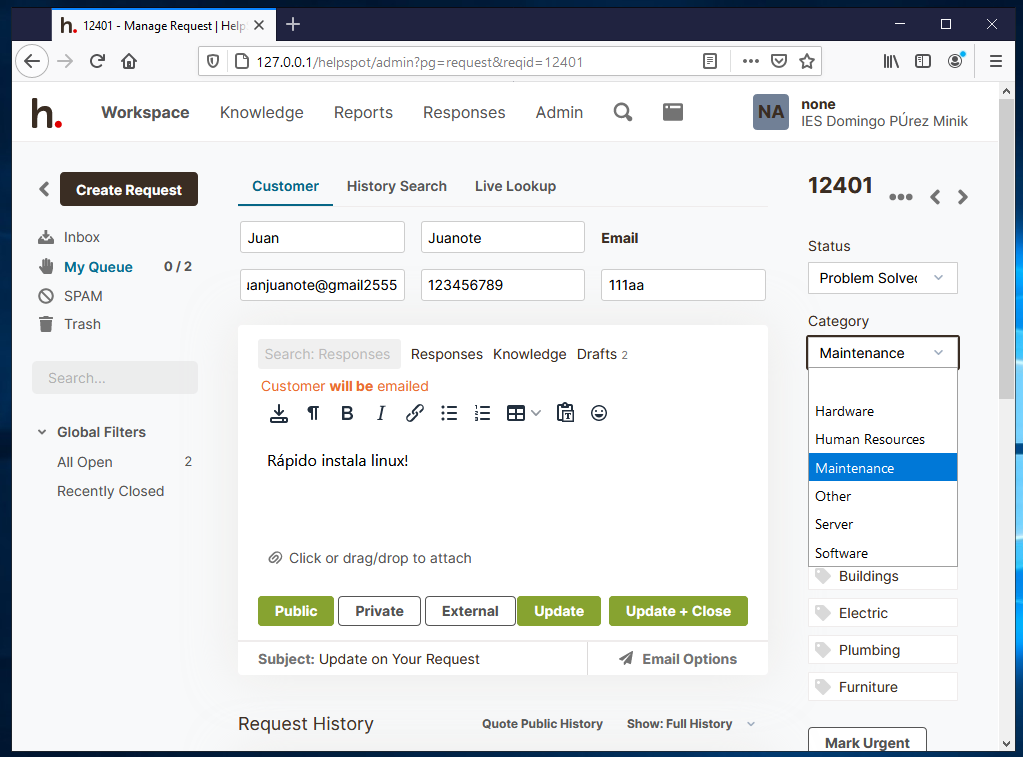 h. 12401 - Manage Request | Help
127.0.0.1/helpspot/admin?pg=request&reqid=12401
h. Workspace Knowledge Reports Responses Admin NA none
IES Domingo PÚrez Minik
Create Request
Inbox
My Queue 0 / 2
SPAM
Trash
Search...
Global Filters
All Open 2
Recently Closed
Customer History Search Live Lookup
Juan Juanote Email
uanjuanote@gmail2555 123456789 111aa
Search: Responses Responses Knowledge Drafts 2
Customer will be emailed
B I
Rápido instala linux!
Click or drag/drop to attach
Public Private External Update Update + Close
Subject: Update on Your Request Email Options
Request History Quote Public History Show: Full History
12401
Status
Problem Solved
Category
Maintenance
Hardware
Human Resources
Maintenance
Other
Server
Software
Buildings
Electric
Plumbing
Furniture
Mark Urgent